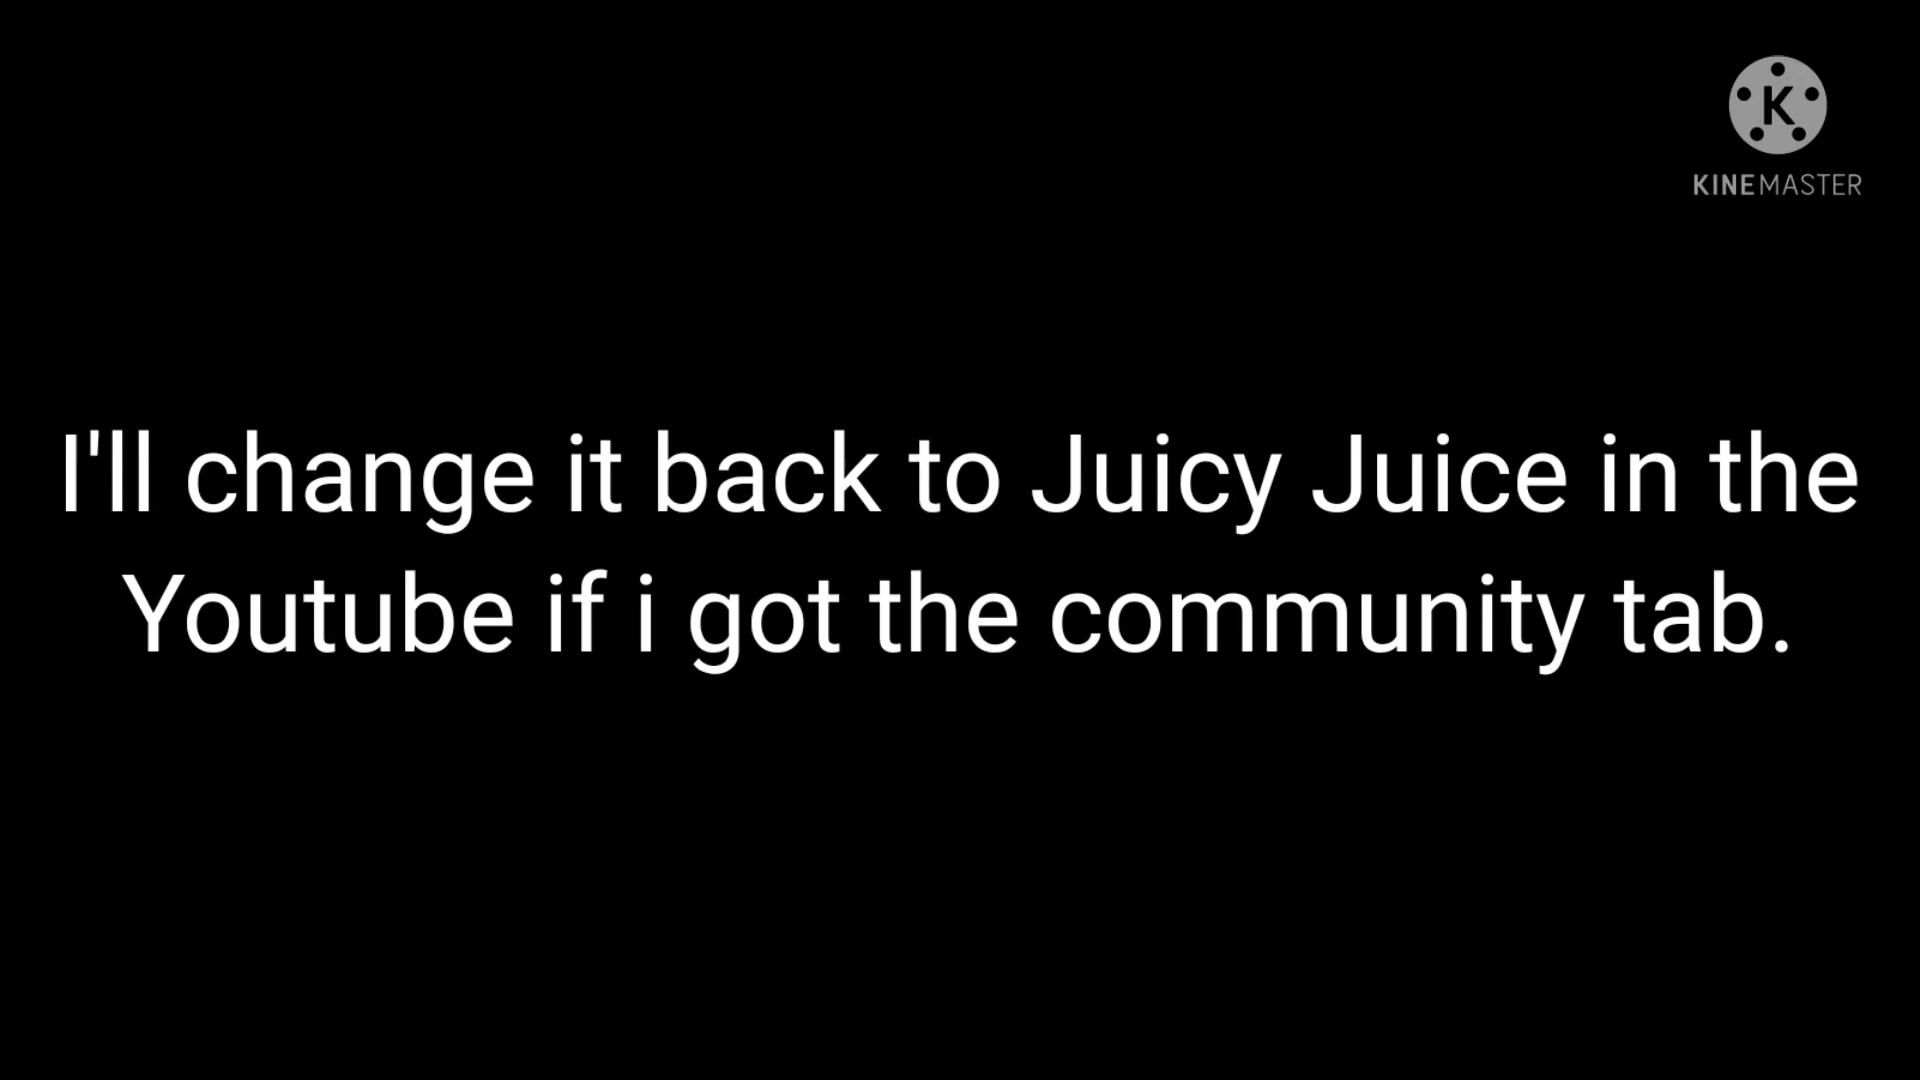 K
KINEMASTER
I'll change it back to Juicy Juice in the
Youtube if i got the community tab.